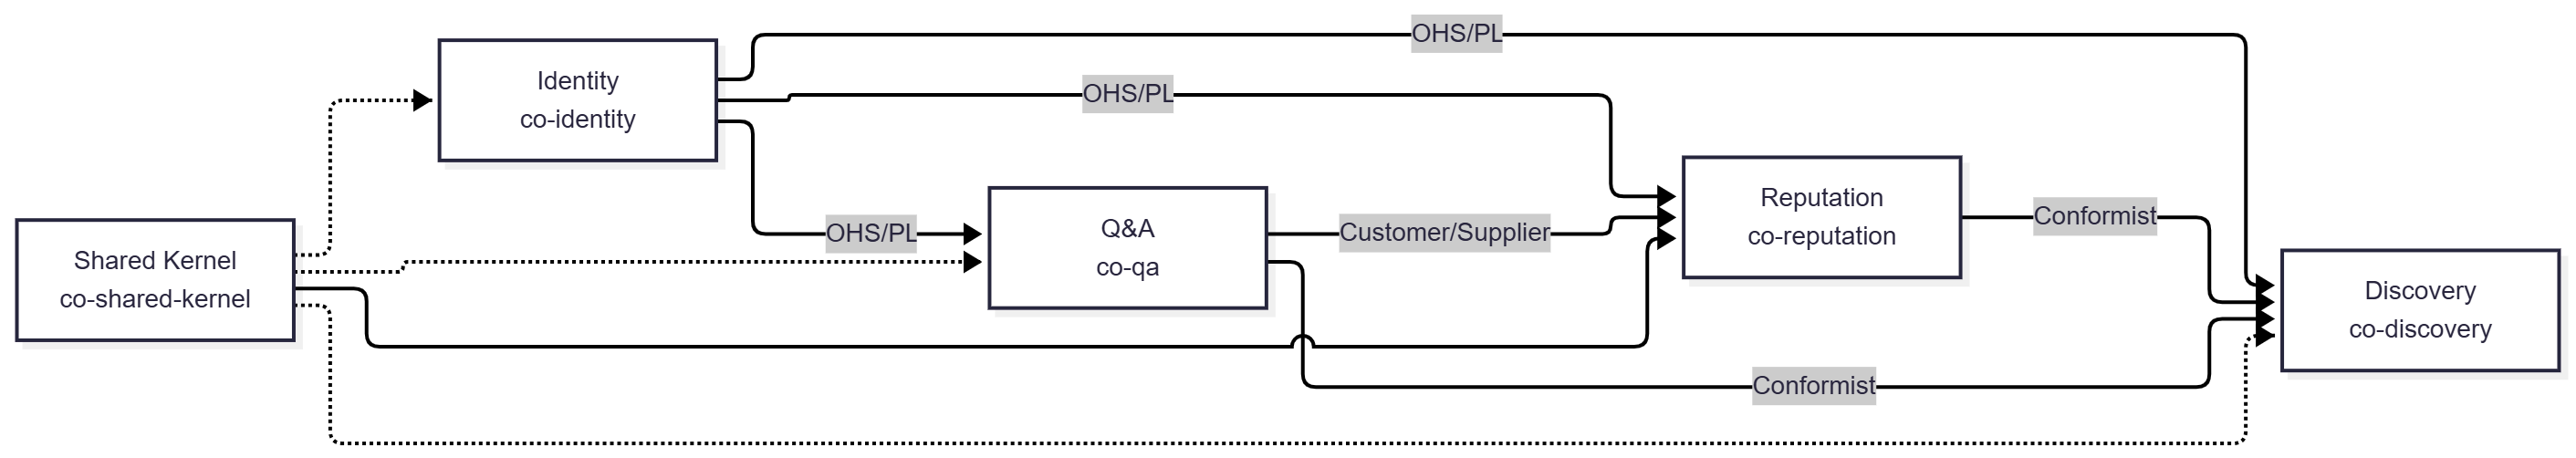 OHS/PL
Identity
co-identity
OHS/PL
Shared Kernel
co-shared-kernel
OHS/PL
Q&A
co-qa
Customer/Supplier
Reputation
co-reputation
Conformist
Conformist
Discovery
co-discovery